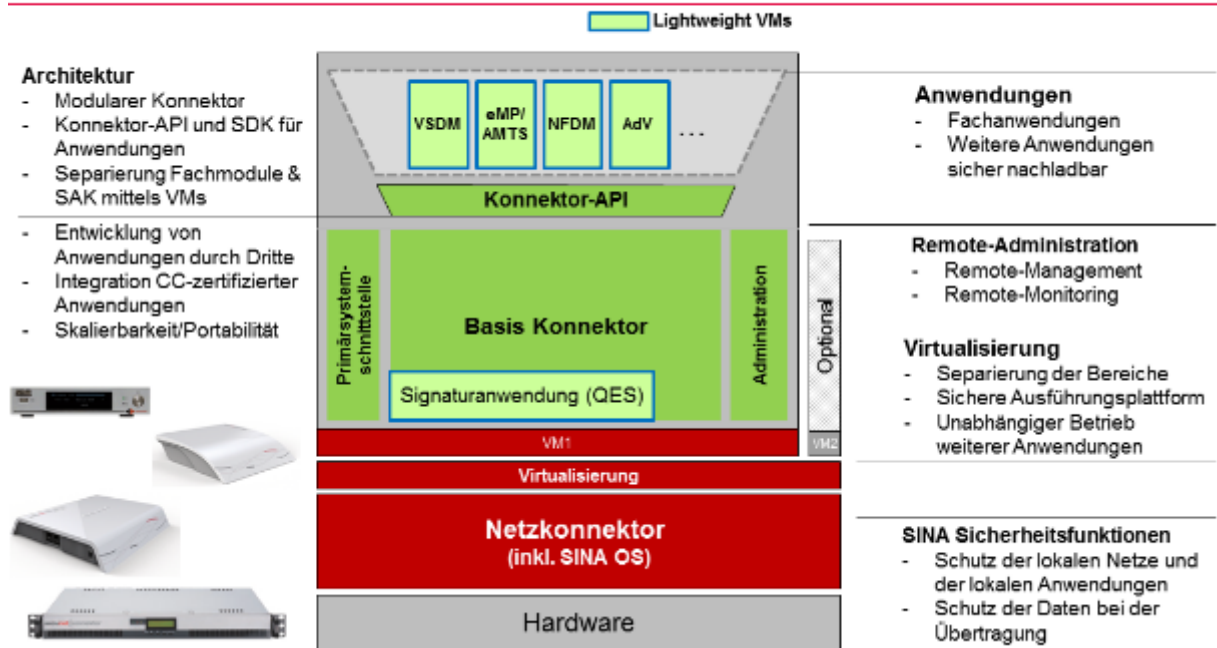 Lightweight VMs
Architektur
- Modularer Konnektor
- Konnektor-API und SDK für
Anwendungen
- Separierung Fachmodule &
SAK mittels VMs
- Entwicklung von
Anwendungen durch Dritte
- Integration CC-zertifizierter
Anwendungen
- Skalierbarkeit/Portabilität
VSDM
eMP/
AMTS
NFDM
AdV
...
Konnektor-API
Primärsystem-
schnittstelle
Basis Konnektor
Signaturanwendung (QES)
Administration
Optional
VM1
VM2
Virtualisierung
Netzkonnektor
(inkl. SINA OS)
Hardware
Anwendungen
- Fachanwendungen
- Weitere Anwendungen
sicher nachladbar
Remote-Administration
- Remote-Management
- Remote-Monitoring
Virtualisierung
- Separierung der Bereiche
- Sichere Ausführungsplattform
- Unabhängiger Betrieb
weiterer Anwendungen
SINA Sicherheitsfunktionen
- Schutz der lokalen Netze und
der lokalen Anwendungen
- Schutz der Daten bei der
Übertragung